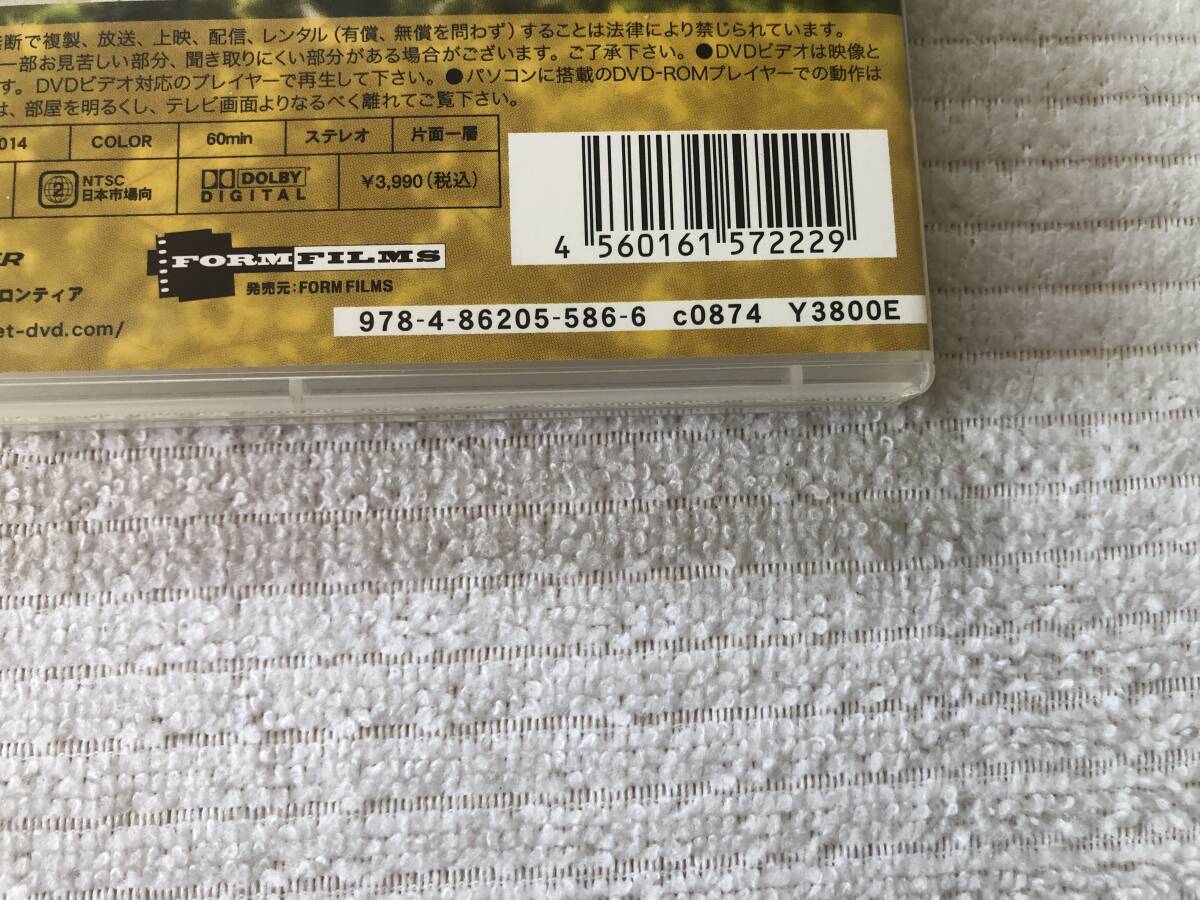 断で複製、放送、上映、配信、レンタル(有償、無償を問わず)することは法律により禁じられています。
一部お見苦しい部分、聞き取りにくい部分がある場合がございます。ご了承下さい。●DVDビデオは映像と
す。DVDビデオ対応のプレイヤーで再生して下さい。●パソコンに搭載のDVD-ROMプレイヤーでの動作は
は、部屋を明るくし、テレビ画面よりなるべく離れてご覧下さい。
014 COLOR 60min ステレオ 片面一層
2 NTSC 日本市場向 DOLBY DIGITAL ¥3,990(税込)
4 560161 572229
FORM FILMS
ロンティア 発売元:FORM FILMS
et-dvd.com/ 978-4-86205-586-6 c0874 Y3800E